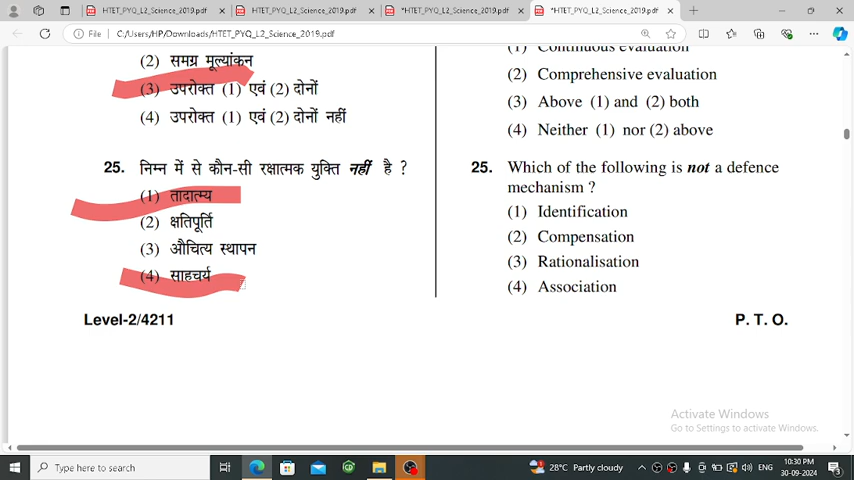 HTET_PYQ_L2_Science_2019.pdf
HTET_PYQ_L2_Science_2019.pdf
*HTET_PYQ_L2_Science_2019.pdf
*HTET_PYQ_L2_Science_2019.pdf
File
C:/Users/HP/Downloads/HTET_PYQ_L2_Science_2019.pdf
(2) समग्र मूल्यांकन
(3) उपरोक्त (1) एवं (2) दोनों
(4) उपरोक्त (1) एवं (2) दोनों नहीं
25. निम्न में से कौन-सी रक्षात्मक युक्ति नहीं है ?
(1) तादात्म्य
(2) क्षतिपूर्ति
(3) औचित्य स्थापन
(4) साहचर्य
Level-2/4211
(1) Continuous evaluation
(2) Comprehensive evaluation
(3) Above (1) and (2) both
(4) Neither (1) nor (2) above
25. Which of the following is not a defence
mechanism ?
(1) Identification
(2) Compensation
(3) Rationalisation
(4) Association
P. T. O.
Activate Windows
Go to Settings to activate Windows.
Type here to search
28°C Partly cloudy
ENG
10:30 PM
30-09-2024